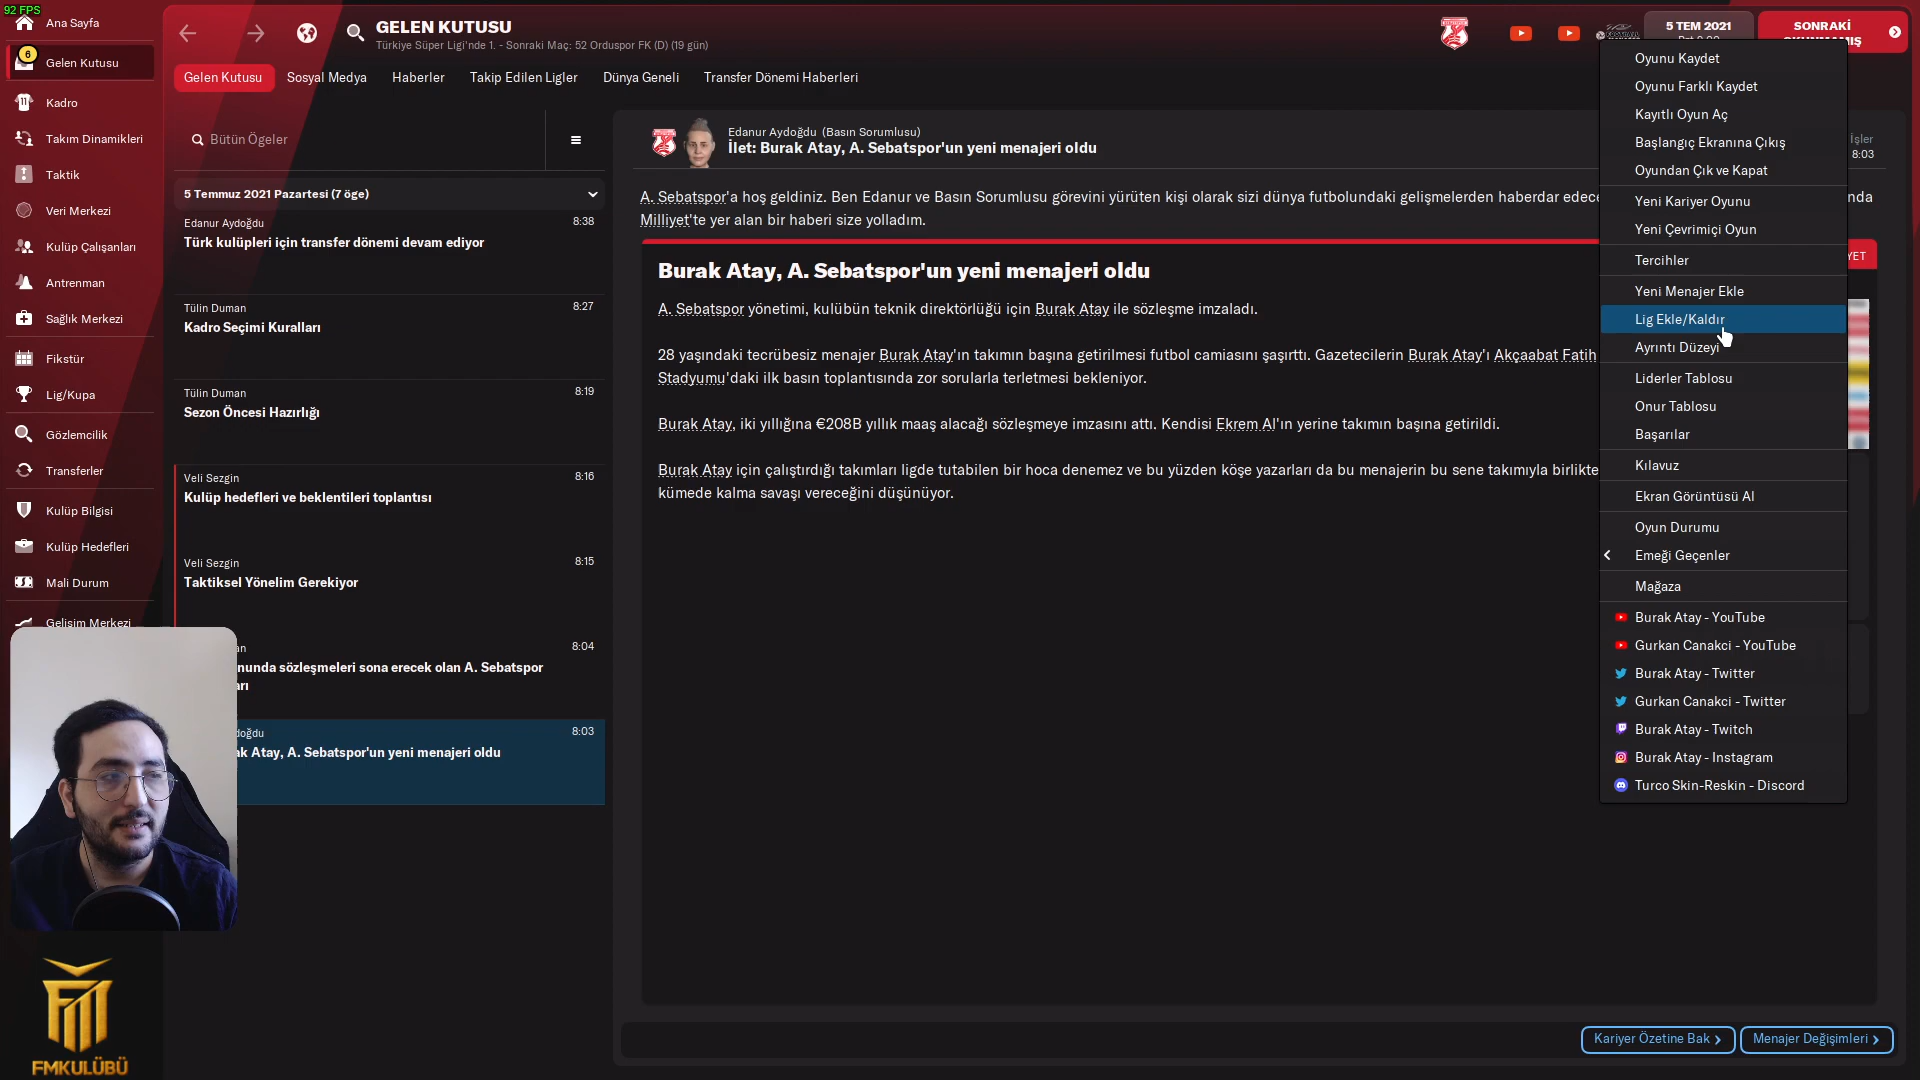 92 FPS
Ana Sayfa
6
Gelen Kutusu
Kadro
Takım Dinamikleri
Taktik
Veri Merkezi
Kulüp Çalışanları
Antrenman
Sağlık Merkezi
Fikstür
Lig/Kupa
Gözlemcilik
Transferler
Kulüp Bilgisi
Kulüp Hedefleri
Mali Durum
Gelişim Merkezi
FMKULÜBÜ
GELEN KUTUSU
Türkiye Süper Ligi'nde 1. - Sonraki Maç: 52 Orduspor FK (D) (19 gün)
5 TEM 2021
SONRAKİ
Gelen Kutusu
Sosyal Medya
Haberler
Takip Edilen Ligler
Dünya Geneli
Transfer Dönemi Haberleri
Bütün Ögeler
5 Temmuz 2021 Pazartesi (7 öge)
Edanur Aydoğdu 8:38
Türk kulüpleri için transfer dönemi devam ediyor
Tülin Duman 8:27
Kadro Seçimi Kuralları
Tülin Duman 8:19
Sezon Öncesi Hazırlığı
Veli Sezgin 8:16
Kulüp hedefleri ve beklentileri toplantısı
Veli Sezgin 8:15
Taktiksel Yönelim Gerekiyor
8:04
sözleşmeleri sona erecek olan A. Sebatspor
8:03
Atay, A. Sebatspor'un yeni menajeri oldu
Edanur Aydoğdu (Basın Sorumlusu)
İlet: Burak Atay, A. Sebatspor'un yeni menajeri oldu
İşler
8:03
A. Sebatspor'a hoş geldiniz. Ben Edanur ve Basın Sorumlusu görevini yürüten kişi olarak sizi dünya futbolundaki gelişmelerden haberdar
Milliyet'te yer alan bir haberi size yolladım.
Burak Atay, A. Sebatspor'un yeni menajeri oldu
A. Sebatspor yönetimi, kulübün teknik direktörlüğü için Burak Atay ile sözleşme imzaladı.
28 yaşındaki tecrübesiz menajer Burak Atay'ın takımın başına getirilmesi futbol camiasını şaşırttı. Gazetecilerin Burak Atay'ı Akçaabat Fatih
Stadyumu'daki ilk basın toplantısında zor sorularla terletmesi bekleniyor.
Burak Atay, iki yıllığına €208B yıllık maaş alacağı sözleşmeye imzasını attı. Kendisi Ekrem Al'ın yerine takımın başına getirildi.
Burak Atay için çalıştırdığı takımları ligde tutabilen bir hoca denemez ve bu yüzden köşe yazarları da bu menajerin bu sene takımıyla birlikte
kümede kalma savaşı vereceğini düşünüyor.
Oyunu Kaydet
Oyunu Farklı Kaydet
Kayıtlı Oyun Aç
Başlangıç Ekranına Çıkış
Oyundan Çık ve Kapat
Yeni Kariyer Oyunu
Yeni Çevrimiçi Oyun
Tercihler
Yeni Menajer Ekle
Lig Ekle/Kaldır
Ayrıntı Düzeyi
Liderler Tablosu
Onur Tablosu
Başarılar
Kılavuz
Ekran Görüntüsü Al
Oyun Durumu
Emeği Geçenler
Mağaza
Burak Atay - YouTube
Gurkan Canakci - YouTube
Burak Atay - Twitter
Gurkan Canakci - Twitter
Burak Atay - Twitch
Burak Atay - Instagram
Turco Skin-Reskin - Discord
Kariyer Özetine Bak
Menajer Değişimleri